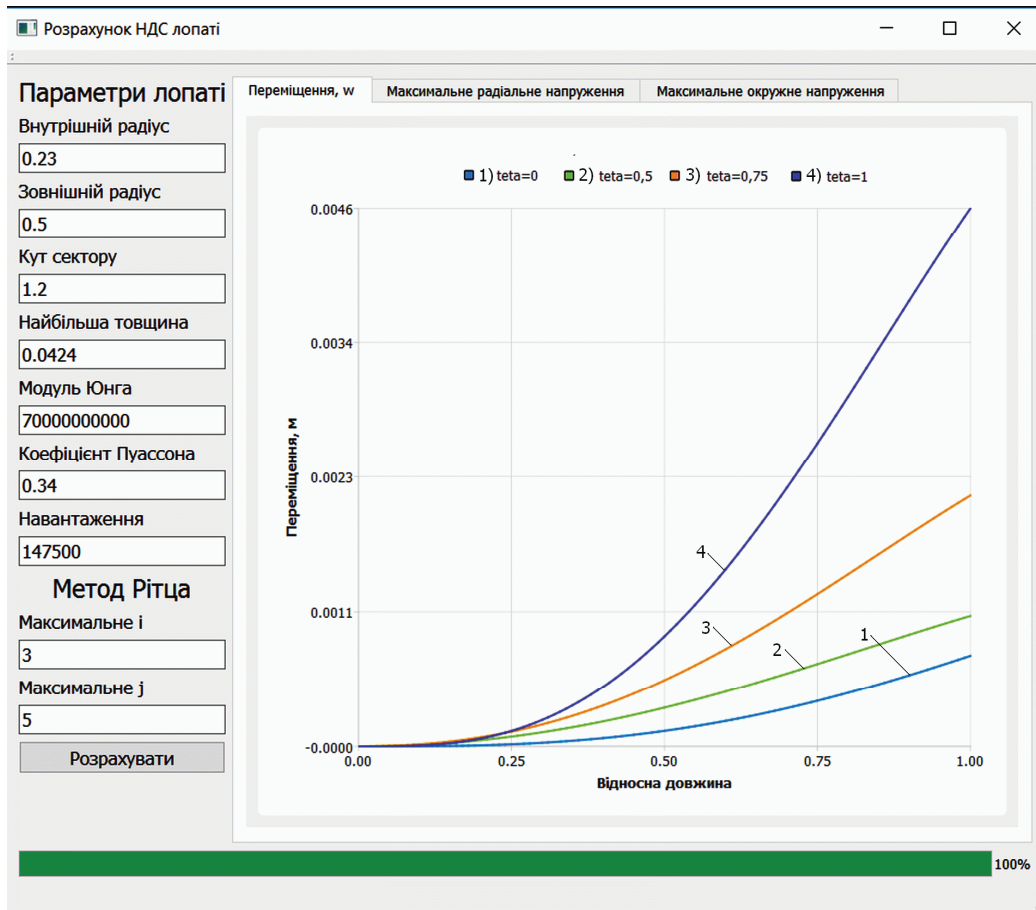 Розрахунок НДС лопаті
Параметри лопаті
Внутрішній радіус
0.23
Зовнішній радіус
0.5
Кут сектору
1.2
Найбільша товщина
0.0424
Модуль Юнга
70000000000
Коефіцієнт Пуассона
0.34
Навантаження
147500
Метод Рітца
Максимальне i
3
Максимальне j
5
Розрахувати
Переміщення, w Максимальне радіальне напруження Максимальне окружне напруження
1) teta=0 2) teta=0,5 3) teta=0,75 4) teta=1
0.0046
0.0034
0.0023
0.0011
-0.0000
Переміщення, м
4
3
2
1
0.00 0.25 0.50 0.75 1.00
Відносна довжина
100%